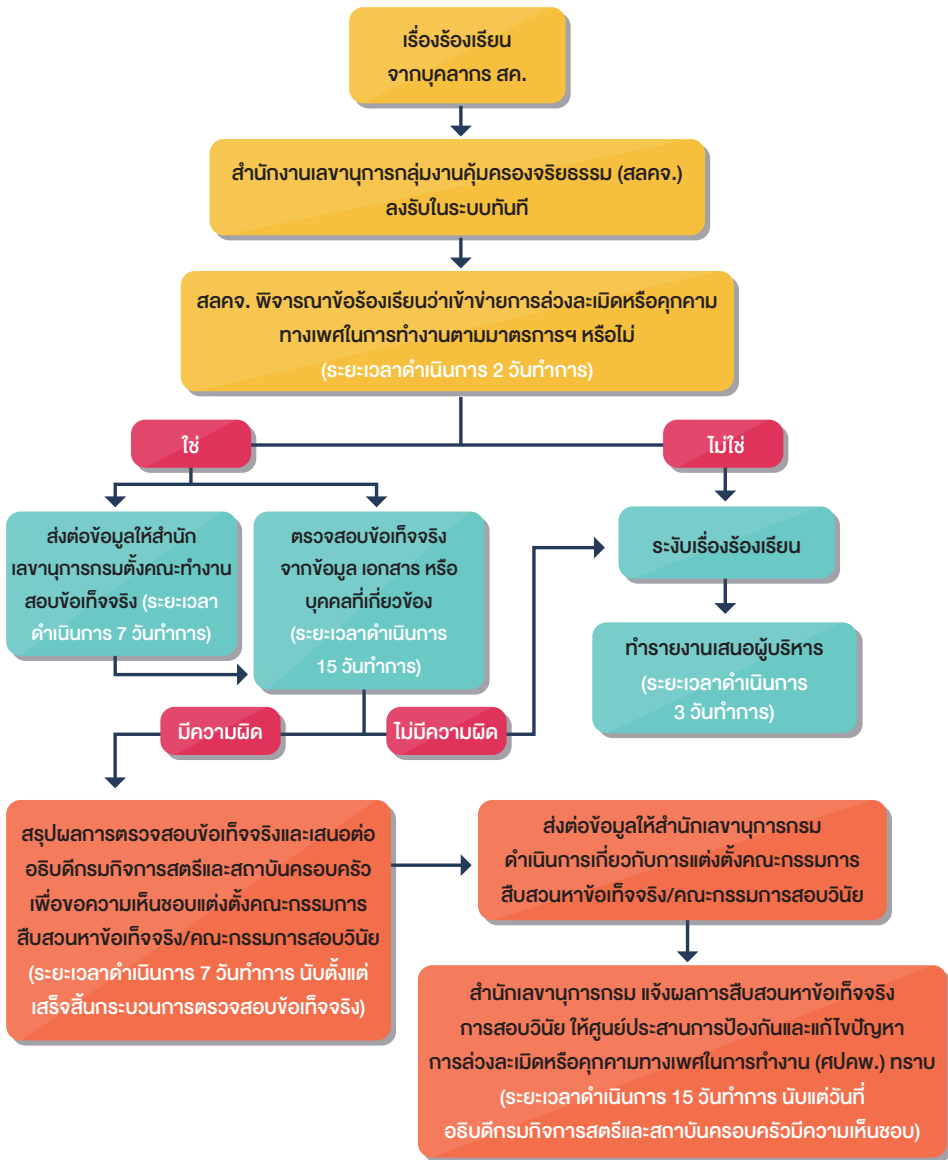 เรื่องร้องเรียน
จากบุคลากร สค.
สำนักงานเลขานุการกลุ่มงานคุ้มครองจริยธรรม (สลคจ.)
ลงรับในระบบทันที
สลคจ. พิจารณาข้อร้องเรียนว่าเข้าข่ายการล่วงละเมิดหรือคุกคาม
ทางเพศในการทำงานตามมาตรการฯ หรือไม่
(ระยะเวลาดำเนินการ 2 วันทำการ)
ใช่
ไม่ใช่
ส่งต่อข้อมูลให้สำนัก
เลขานุการกรมตั้งคณะทำงาน
สอบข้อเท็จจริง (ระยะเวลา
ดำเนินการ 7 วันทำการ)
ตรวจสอบข้อเท็จจริง
จากข้อมูล เอกสาร หรือ
บุคคลที่เกี่ยวข้อง
(ระยะเวลาดำเนินการ
15 วันทำการ)
ระงับเรื่องร้องเรียน
ทำรายงานเสนอผู้บริหาร
(ระยะเวลาดำเนินการ
3 วันทำการ)
มีความผิด
ไม่มีความผิด
สรุปผลการตรวจสอบข้อเท็จจริงและเสนอต่อ
อธิบดีกรมกิจการสตรีและสถาบันครอบครัว
เพื่อขอความเห็นชอบแต่งตั้งคณะกรรมการ
สืบสวนหาข้อเท็จจริง/คณะกรรมการสอบวินัย
(ระยะเวลาดำเนินการ 7 วันทำการ นับตั้งแต่
เสร็จสิ้นกระบวนการตรวจสอบข้อเท็จจริง)
ส่งต่อข้อมูลให้สำนักเลขานุการกรม
ดำเนินการเกี่ยวกับการแต่งตั้งคณะกรรมการ
สืบสวนหาข้อเท็จจริง/คณะกรรมการสอบวินัย
สำนักเลขานุการกรม แจ้งผลการสืบสวนหาข้อเท็จจริง
การสอบวินัย ให้ศูนย์ประสานการป้องกันและแก้ไขปัญหา
การล่วงละเมิดหรือคุกคามทางเพศในการทำงาน (ศปคพ.) ทราบ
(ระยะเวลาดำเนินการ 15 วันทำการ นับแต่วันที่
อธิบดีกรมกิจการสตรีและสถาบันครอบครัวมีความเห็นชอบ)